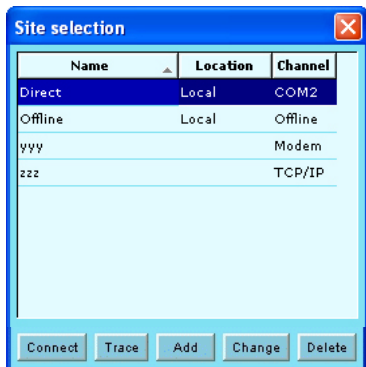 Site selection
Name Location Channel
Direct Local COM2
Offline Local Offline
yyy Modem
zzz TCP/IP
Connect Trace Add Change Delete